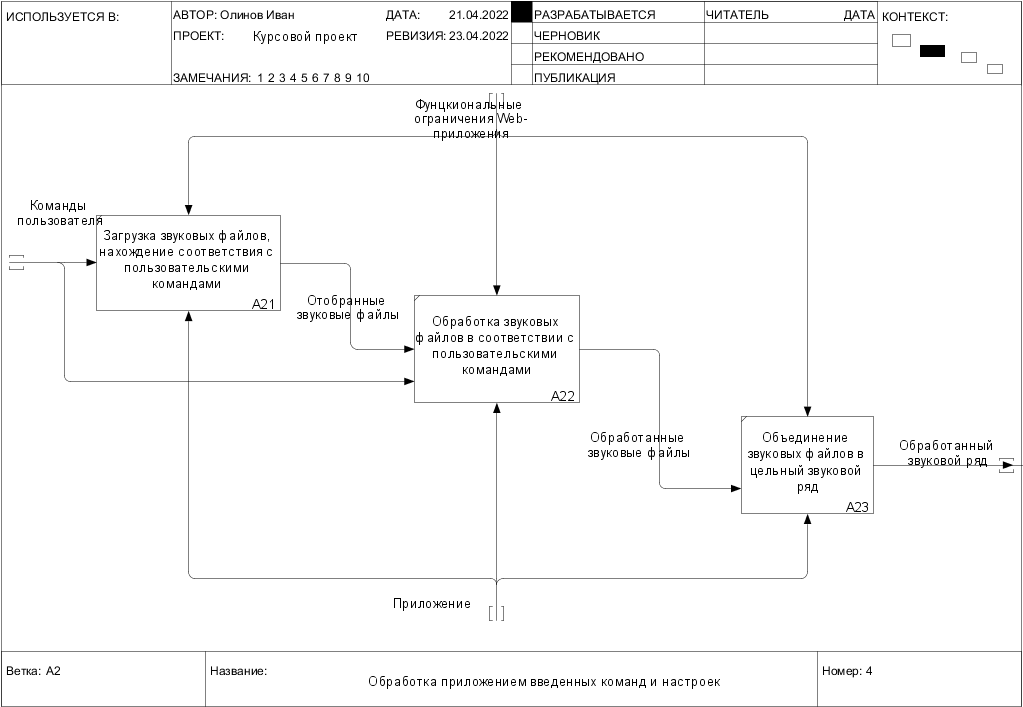 ИСПОЛЬЗУЕТСЯ В:
АВТОР: Олинов Иван
ДАТА: 21.04.2022
РАЗРАБАТЫВАЕТСЯ
ЧИТАТЕЛЬ
ДАТА
КОНТЕКСТ:
ПРОЕКТ: Курсовой проект
РЕВИЗИЯ: 23.04.2022
ЧЕРНОВИК
РЕКОМЕНДОВАНО
ЗАМЕЧАНИЯ: 1 2 3 4 5 6 7 8 9 10
ПУБЛИКАЦИЯ
Фунцкиональные
ограничения Web-
приложения
Команды
пользователя
Загрузка звуковых файлов,
нахождение соответствия с
пользовательскими
командами
A21
Отобранные
звуковые файлы
Обработка звуковых
файлов в соответствии с
пользовательскими
командами
A22
Обработанные
звуковые файлы
Объединение
звуковых файлов в
цельный звуковой
ряд
A23
Обработанный
звуковой ряд
Приложение
Ветка: A2
Название:
Обработка приложением введенных команд и настроек
Номер: 4